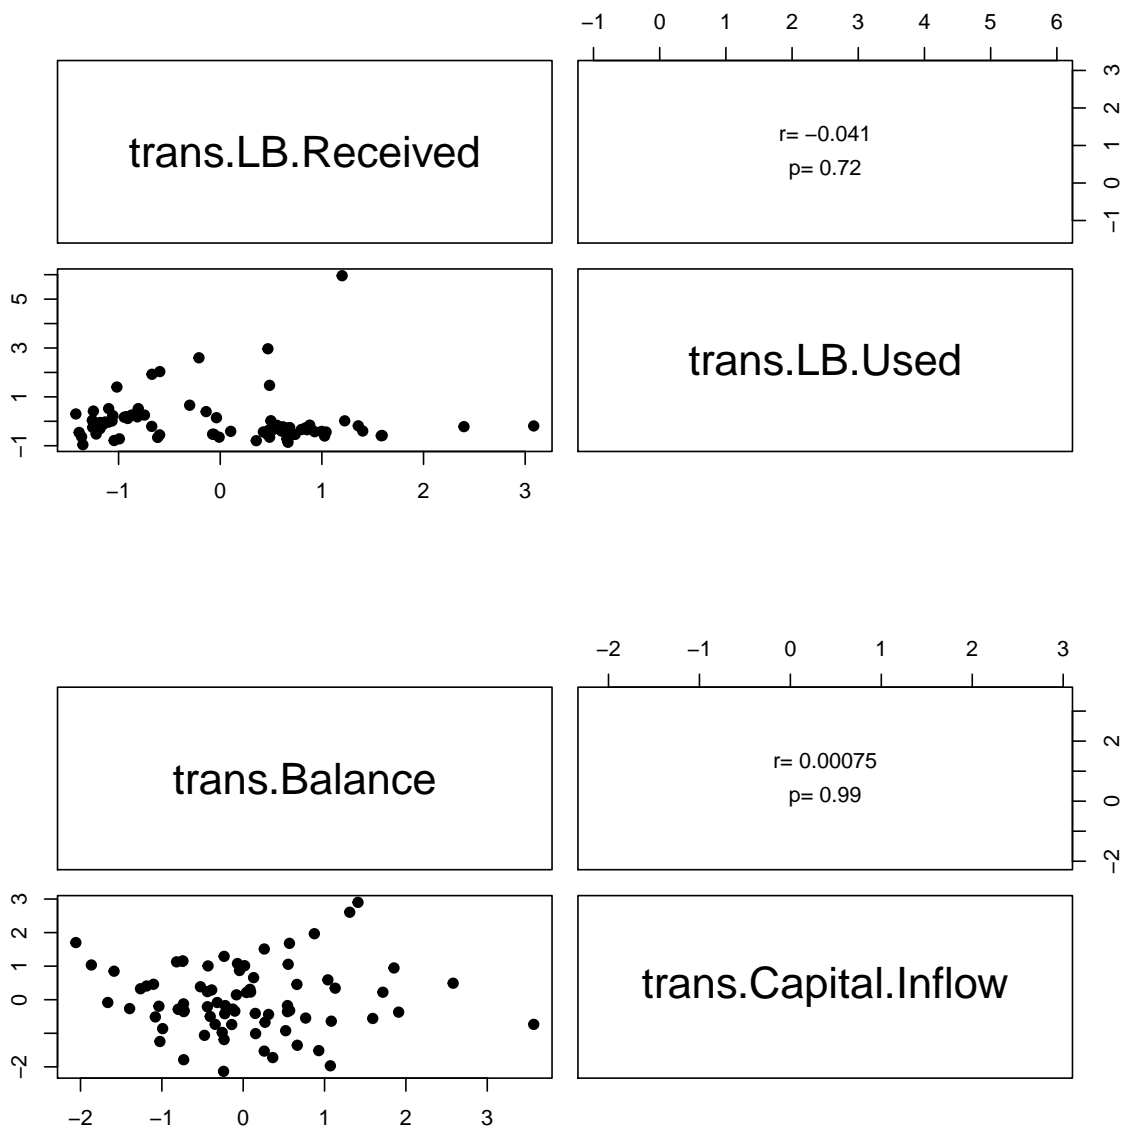 −1 0 1 2 3 4 5 6
trans.LB.Received
r= −0.041
p= 0.72
3
2
1
0
−1
5
3
1
−1
trans.LB.Used
−1 0 1 2 3
−2 −1 0 1 2 3
trans.Balance
r= 0.00075
p= 0.99
2
0
−2
3
2
1
0
−2
trans.Capital.Inflow
−2 −1 0 1 2 3